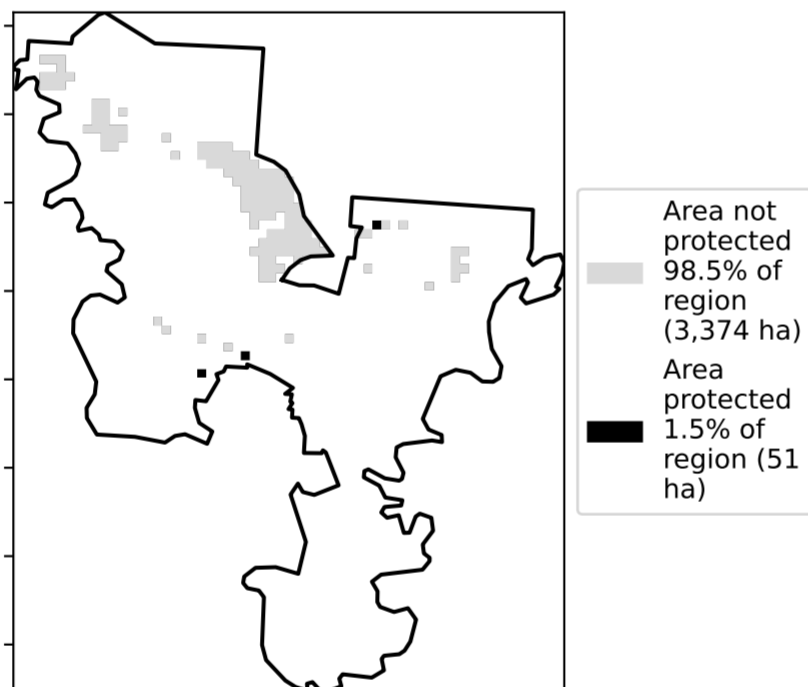 Area not
protected
98.5% of
region
(3,374 ha)
Area
protected
1.5% of
region (51
ha)